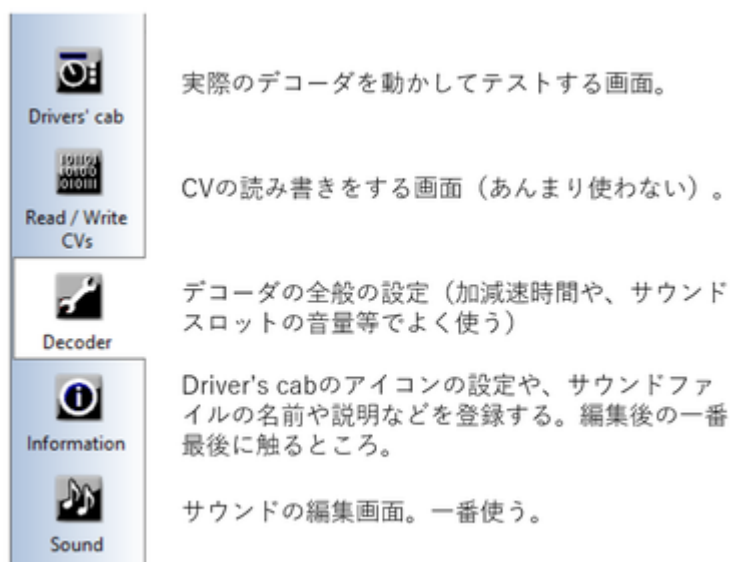 Drivers' cab
実際のデコーダを動かしてテストする画面。
Read / Write
CVs
CVの読み書きをする画面（あんまり使わない）。
Decoder
デコーダの全般の設定（加減速時間や、サウンド
スロットの音量等でよく使う）
Information
Driver's cabのアイコンの設定や、サウンドファ
イルの名前や説明などを登録する。編集後の一番
最後に触るところ。
Sound
サウンドの編集画面。一番使う。